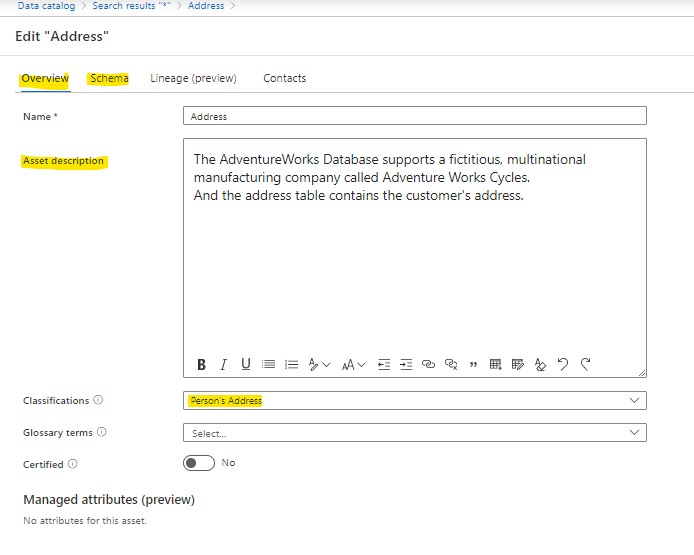 Data catalog > Search results "*" > Address >
Edit "Address"
Overview Schema Lineage (preview) Contacts
Name * Address
Asset description
The AdventureWorks Database supports a fictitious, multinational
manufacturing company called Adventure Works Cycles.
And the address table contains the customer's address.
B I U
Classifications Person's Address
Glossary terms Select...
Certified No
Managed attributes (preview)
No attributes for this asset.